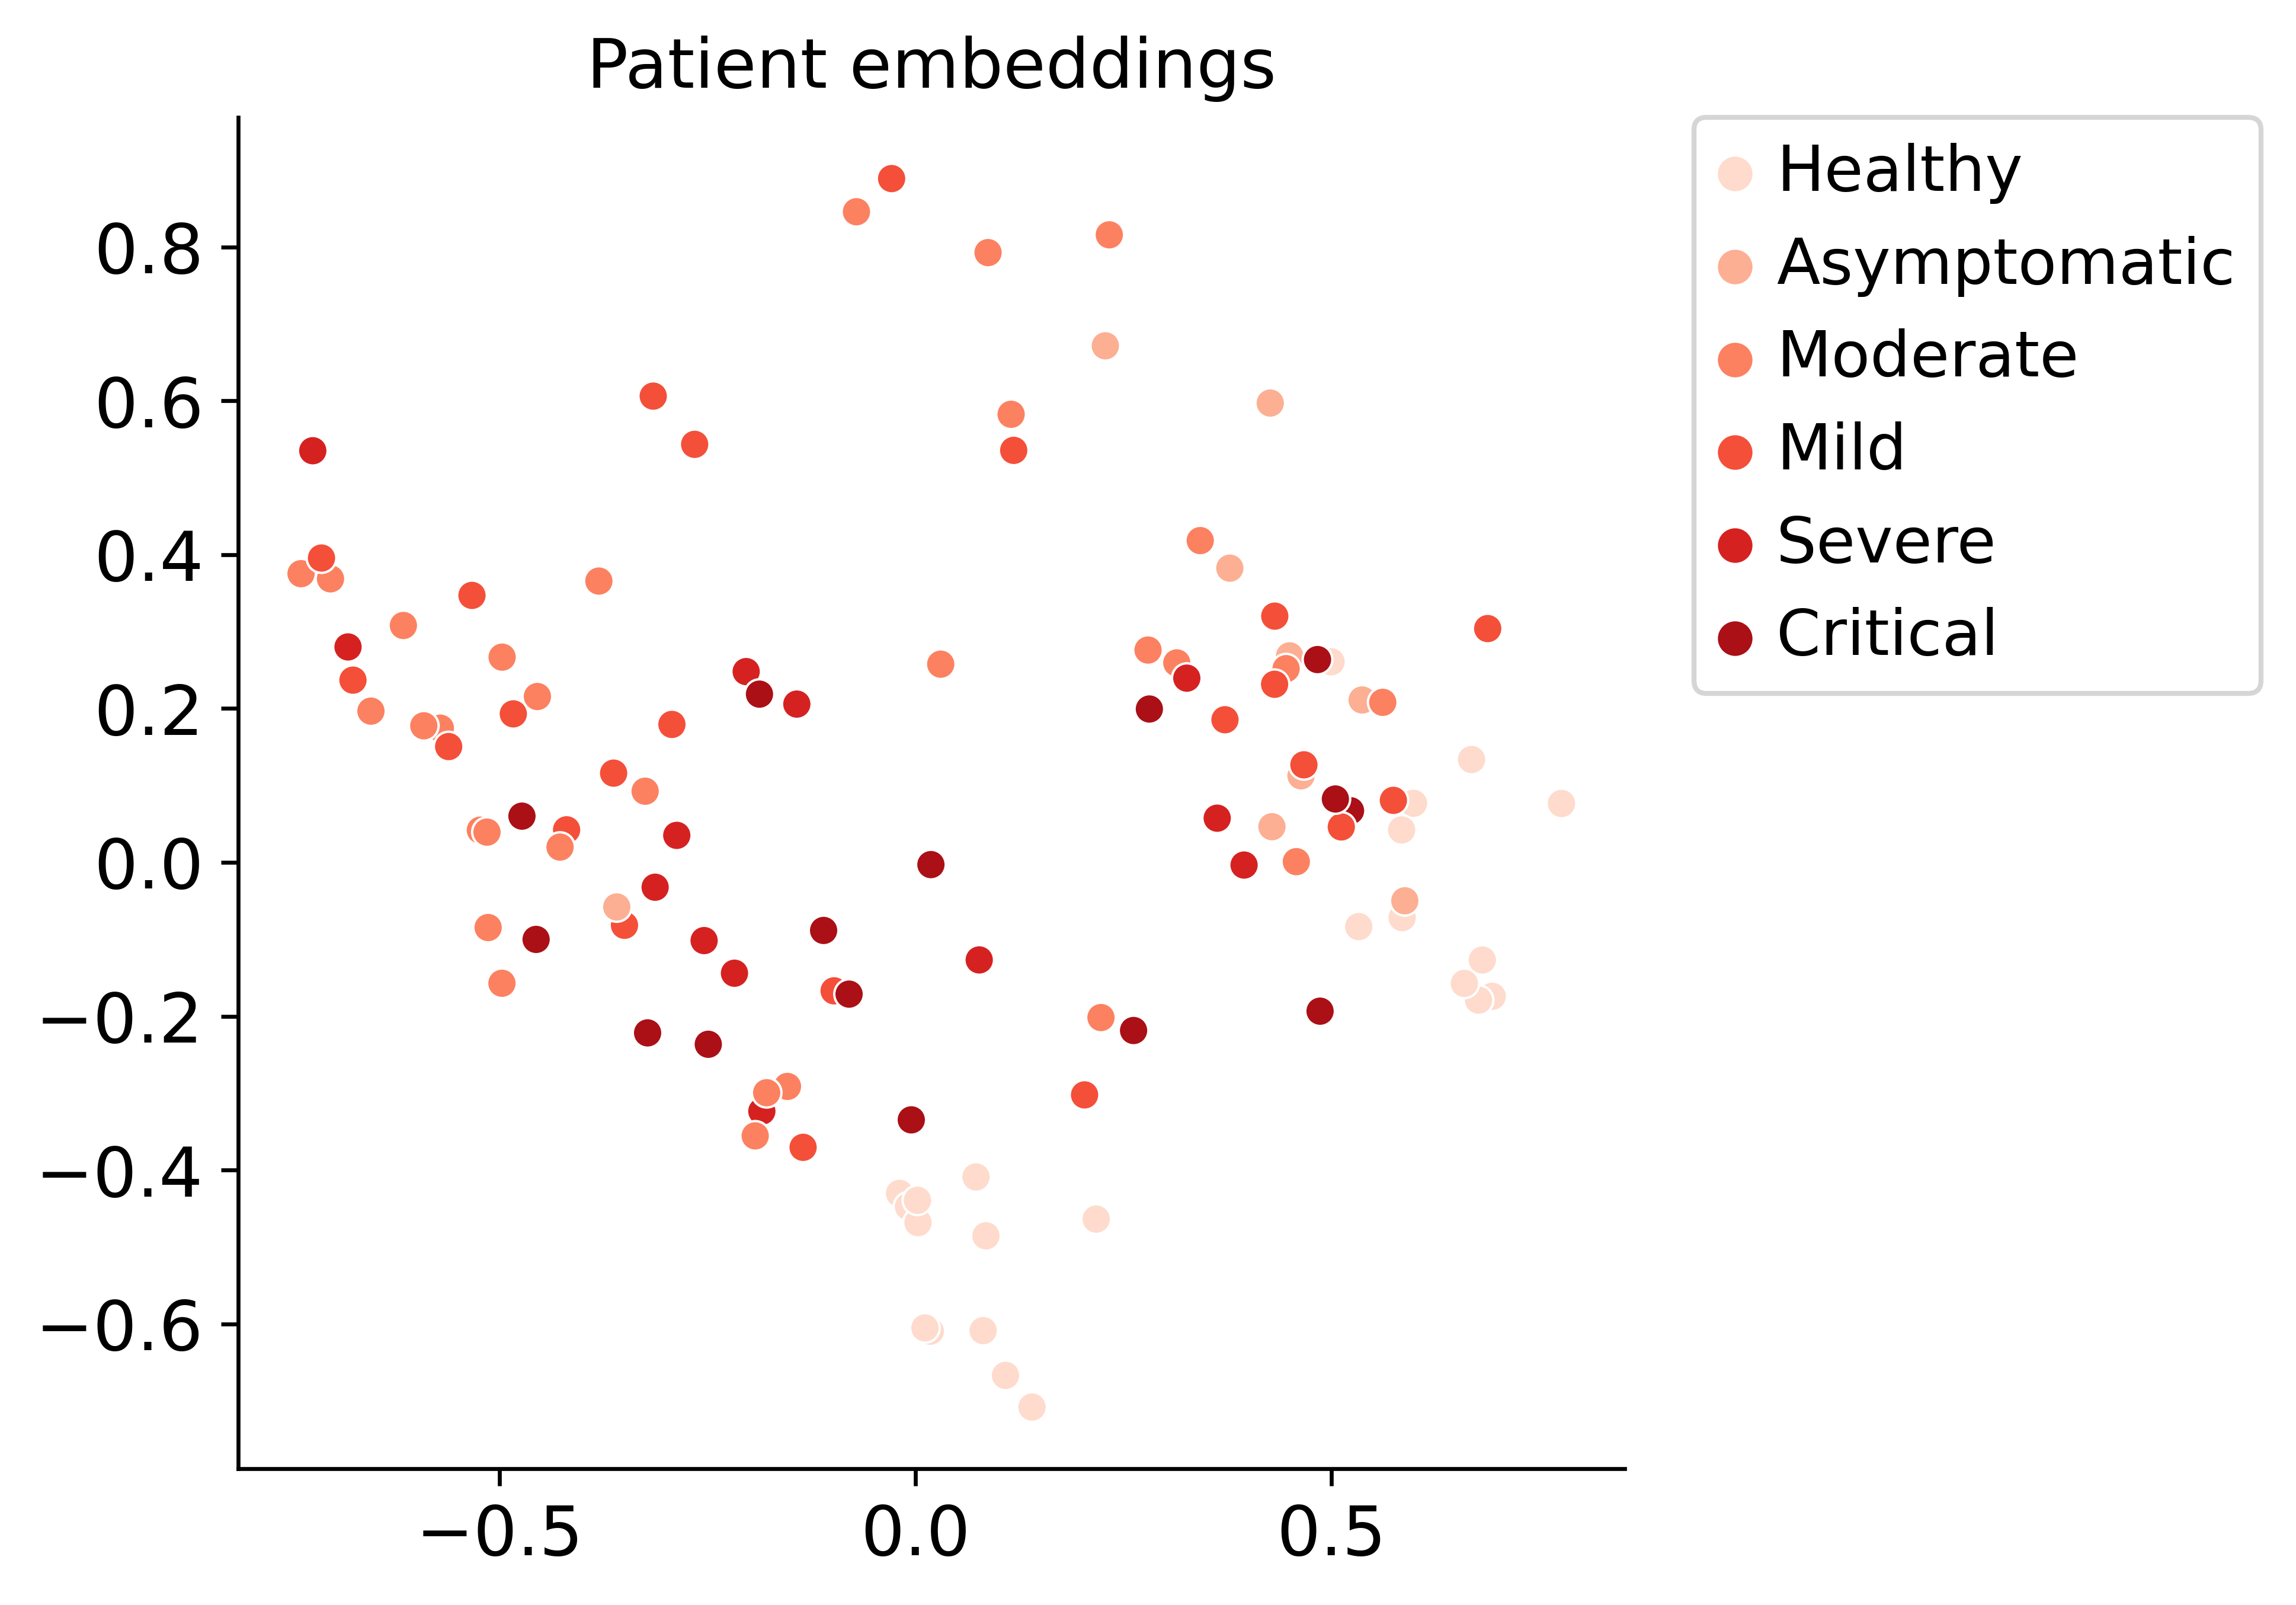 Patient embeddings
Healthy
Asymptomatic
Moderate
Mild
Severe
Critical
0.8
0.6
0.4
0.2
0.0
−0.2
−0.4
−0.6
−0.5 0.0 0.5